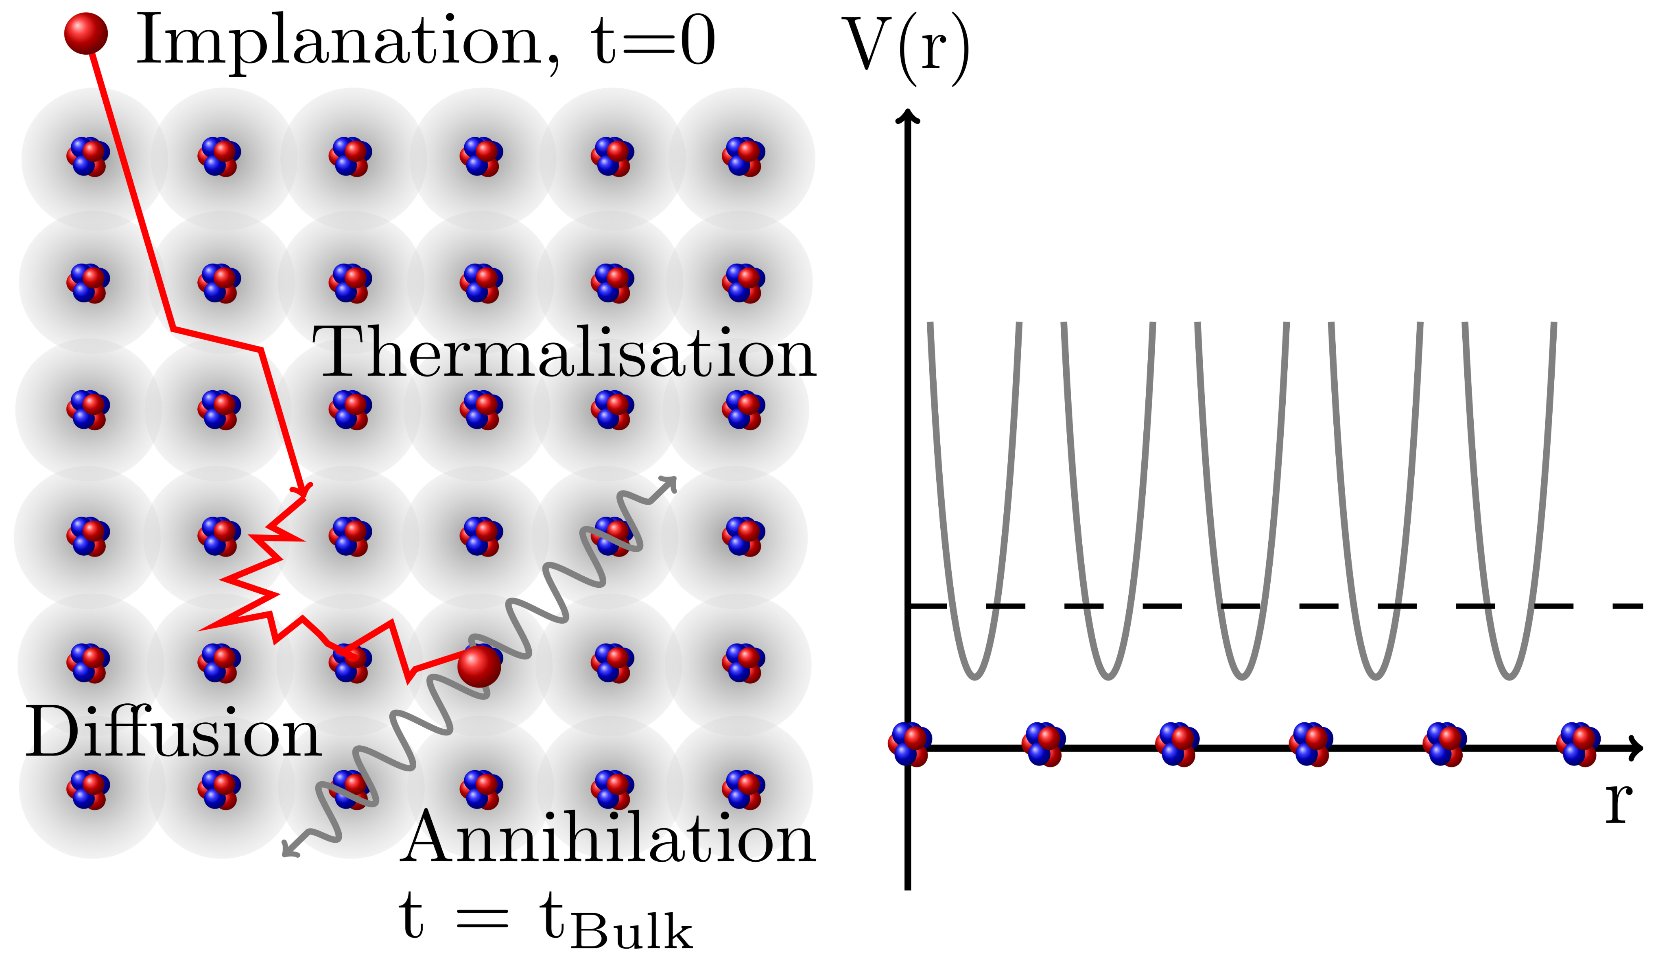 Implanation, t=0
Thermalisation
Diffusion
Annihilation
t = t_Bulk
V(r)
r